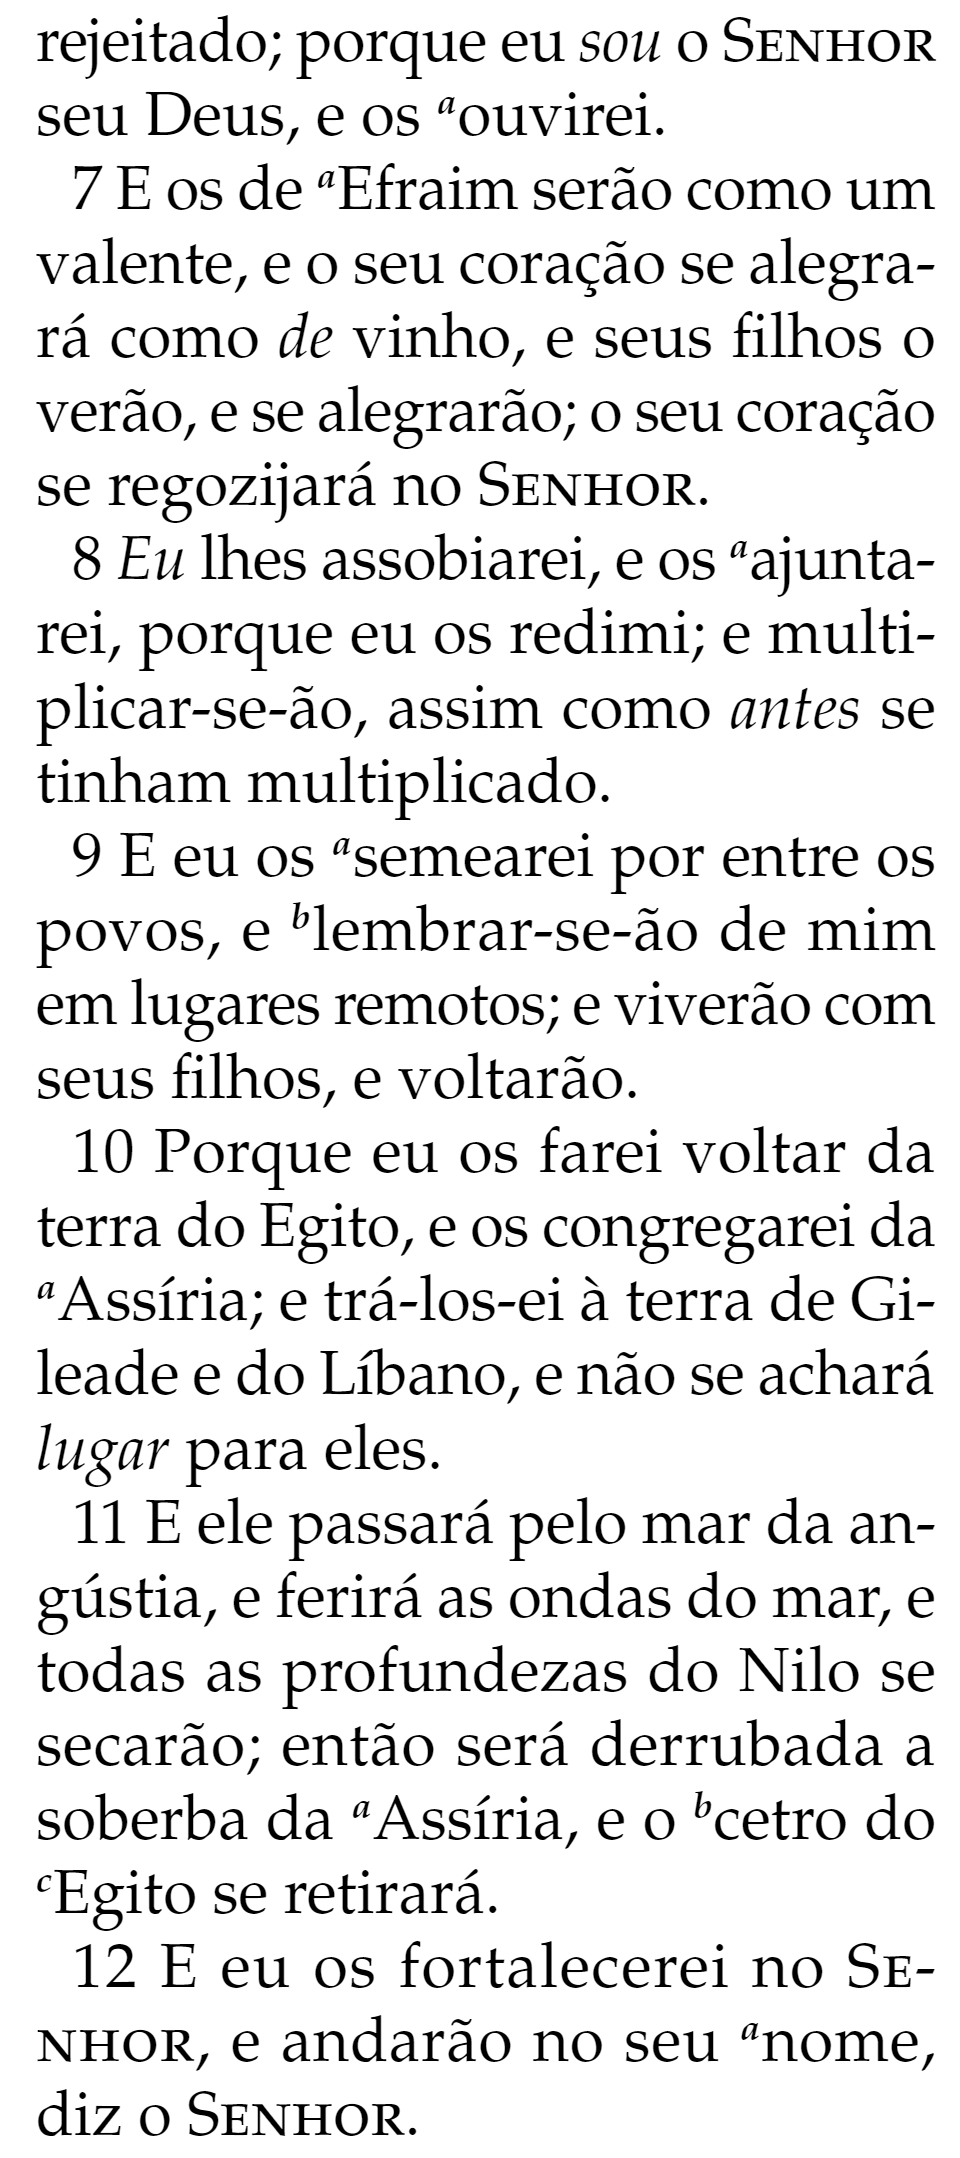 rejeitado; porque eu sou o SENHOR
seu Deus, e os aouvirei.
7 E os de aEfraim serão como um
valente, e o seu coração se alegra-
rá como de vinho, e seus filhos o
verão, e se alegrarão; o seu coração
se regozijará no SENHOR.
8 Eu lhes assobiarei, e os aajunta-
rei, porque eu os redimi; e multi-
plicar-se-ão, assim como antes se
tinham multiplicado.
9 E eu os asemearei por entre os
povos, e blembrar-se-ão de mim
em lugares remotos; e viverão com
seus filhos, e voltarão.
10 Porque eu os farei voltar da
terra do Egito, e os congregarei da
aAssíria; e trá-los-ei à terra de Gi-
leade e do Líbano, e não se achará
lugar para eles.
11 E ele passará pelo mar da an-
gústia, e ferirá as ondas do mar, e
todas as profundezas do Nilo se
secarão; então será derrubada a
soberba da aAssíria, e o bcetro do
cEgito se retirará.
12 E eu os fortalecerei no SE-
NHOR, e andarão no seu anome,
diz o SENHOR.